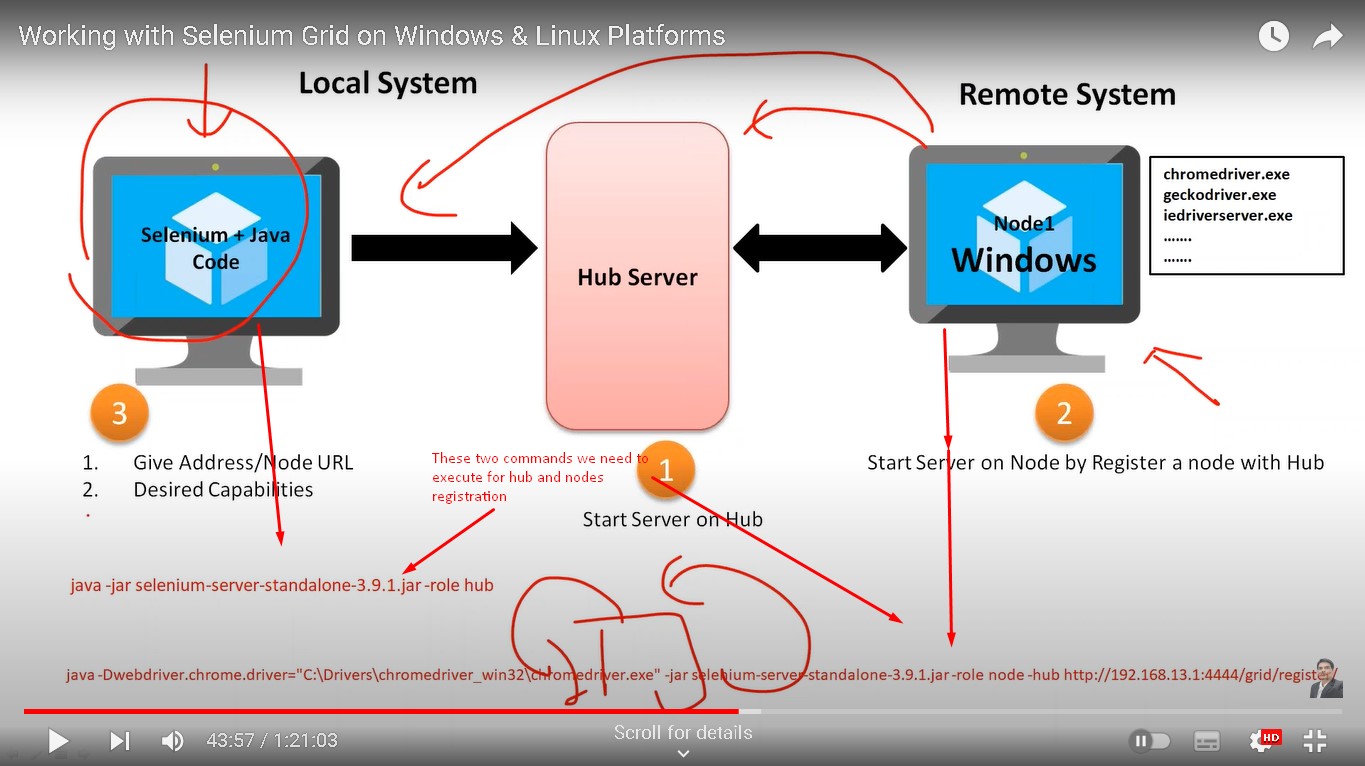 Working with Selenium Grid on Windows & Linux Platforms
Local System
Remote System
Selenium + Java
Code
Hub Server
Node1
Windows
chromedriver.exe
geckodriver.exe
iedriverserver.exe
.......
.......
3
1. Give Address/Node URL
2. Desired Capabilities
These two commands we need to
execute for hub and nodes
registration
1
Start Server on Hub
2
Start Server on Node by Register a node with Hub
java -jar selenium-server-standalone-3.9.1.jar -role hub
java -Dwebdriver.chrome.driver="C:\Drivers\chromedriver_win32\chromedriver.exe" -jar selenium-server-standalone-3.9.1.jar -role node -hub http://192.168.13.1:4444/grid/register/
43:57 / 1:21:03
Scroll for details
HD